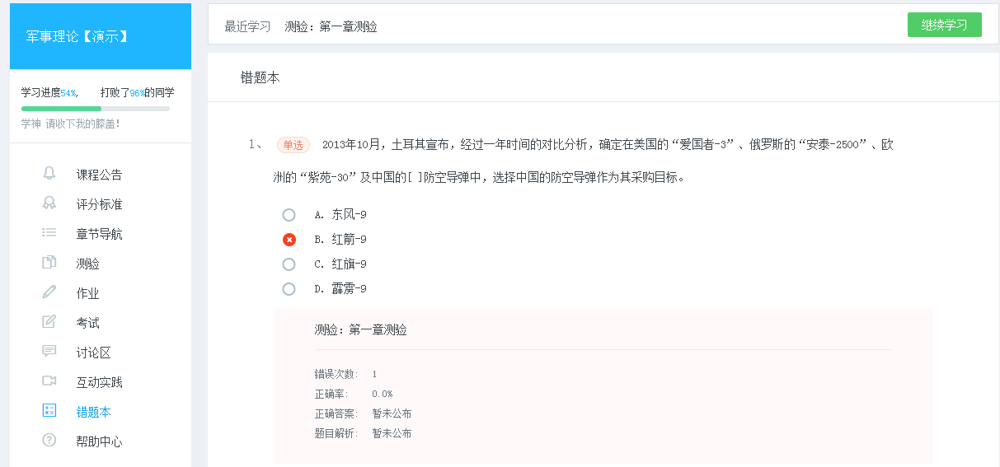 军事理论【演示】
学习进度54%, 打败了96%的同学
学神 请收下我的膝盖!
课程公告
评分标准
章节导航
测验
作业
考试
讨论区
互动实践
错题本
帮助中心
最近学习 测验: 第一章测验
继续学习
错题本
1、 单选 2013年10月，土耳其宣布，经过一年时间的对比分析，确定在美国的“爱国者-3”、俄罗斯的“安泰-2500”、欧
洲的“紫苑-30”及中国的[ ]防空导弹中，选择中国的防空导弹作为其采购目标。
A. 东风-9
B. 红箭-9
C. 红旗-9
D. 霹雳-9
测验: 第一章测验
错误次数: 1
正确率: 0.0%
正确答案: 暂未公布
题目解析: 暂未公布